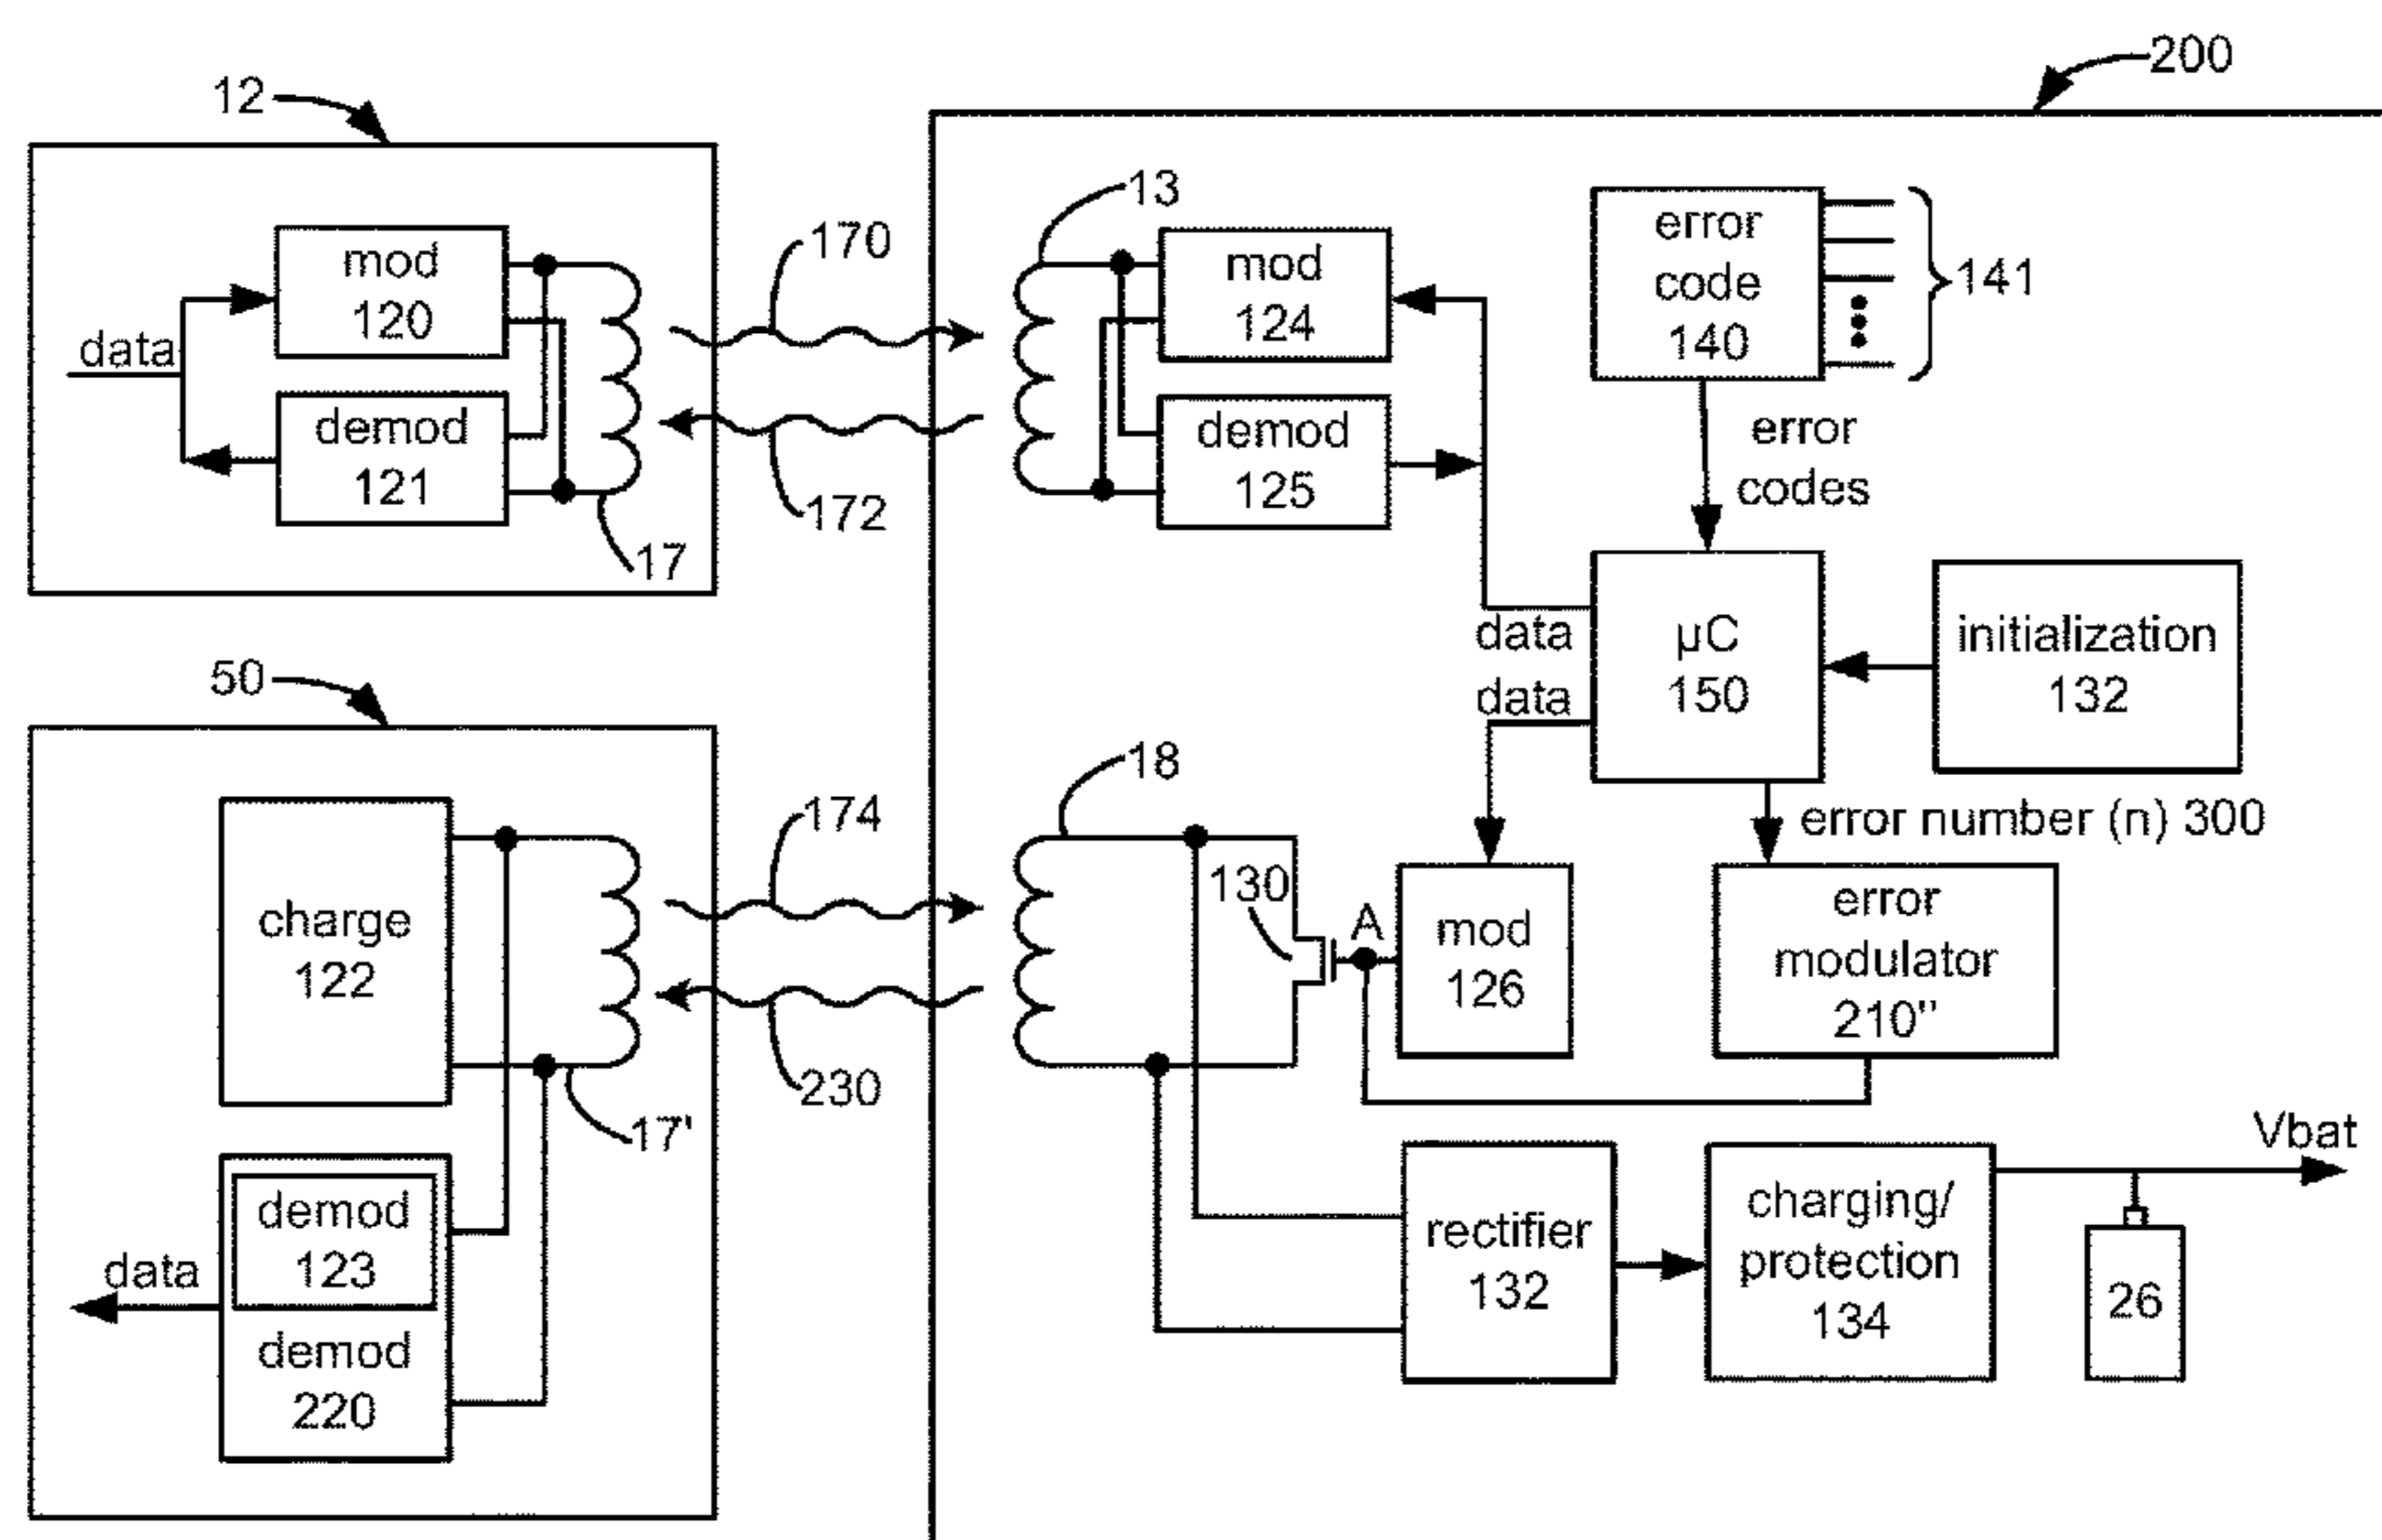 200
12
13
170
mod
120
data
demod
121
172
17
mod
124
demod
125
error
code
140
141
error
codes
data
data
µC
150
initialization
132
error number (n) 300
50
174
charge
122
230
17'
demod
123
demod
220
data
18
130
A
mod
126
error
modulator
210"
rectifier
132
charging/
protection
134
Vbat
26